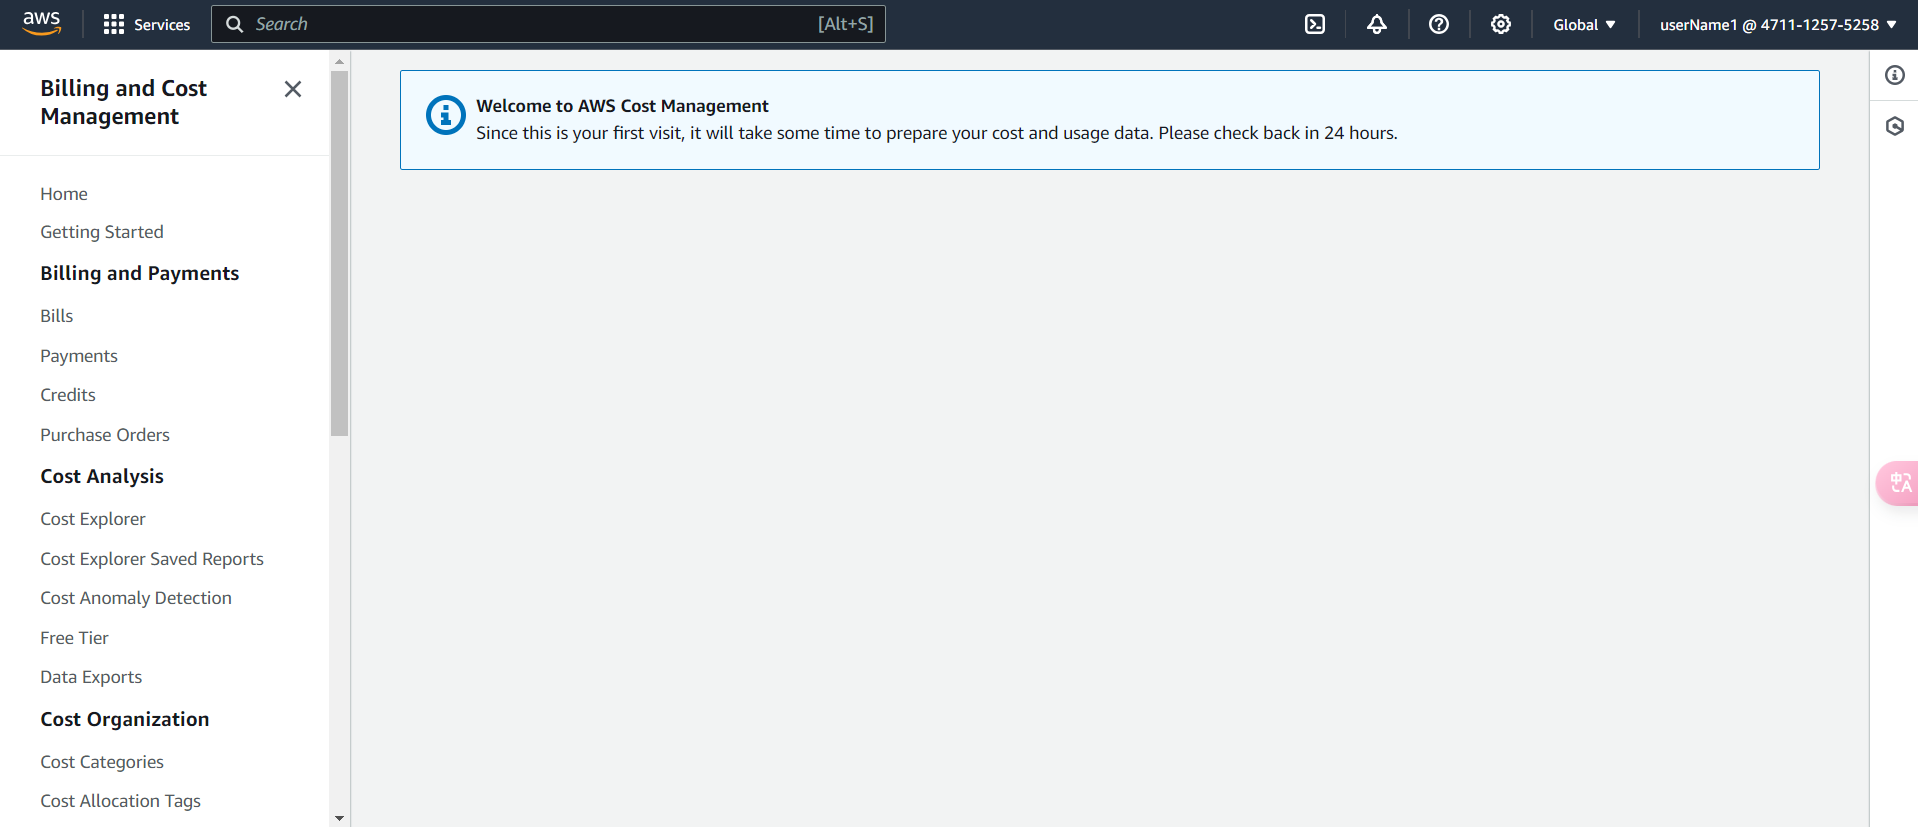 aws
Services
Search
[Alt+S]
Global
userName1 @ 4711-1257-5258
Billing and Cost
Management
Home
Getting Started
Billing and Payments
Bills
Payments
Credits
Purchase Orders
Cost Analysis
Cost Explorer
Cost Explorer Saved Reports
Cost Anomaly Detection
Free Tier
Data Exports
Cost Organization
Cost Categories
Cost Allocation Tags
Welcome to AWS Cost Management
Since this is your first visit, it will take some time to prepare your cost and usage data. Please check back in 24 hours.
中A